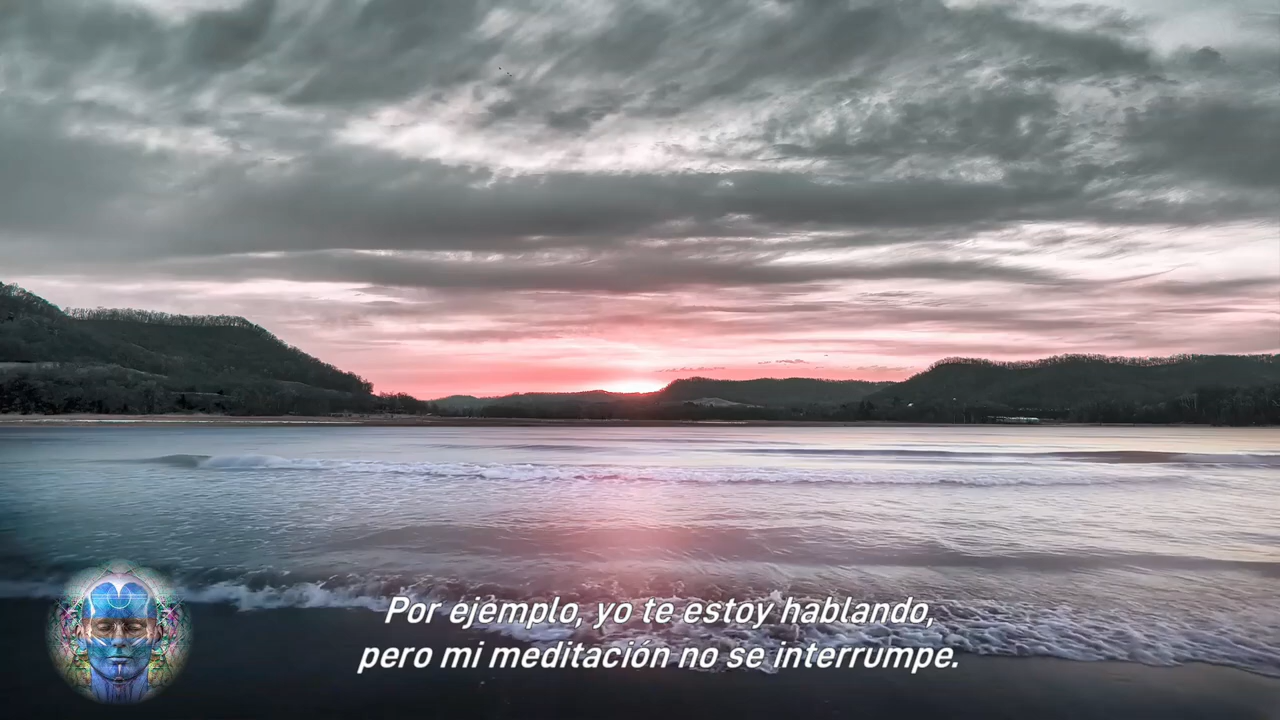 Por ejemplo, yo te estoy hablando,
pero mi meditación no se interrumpe.